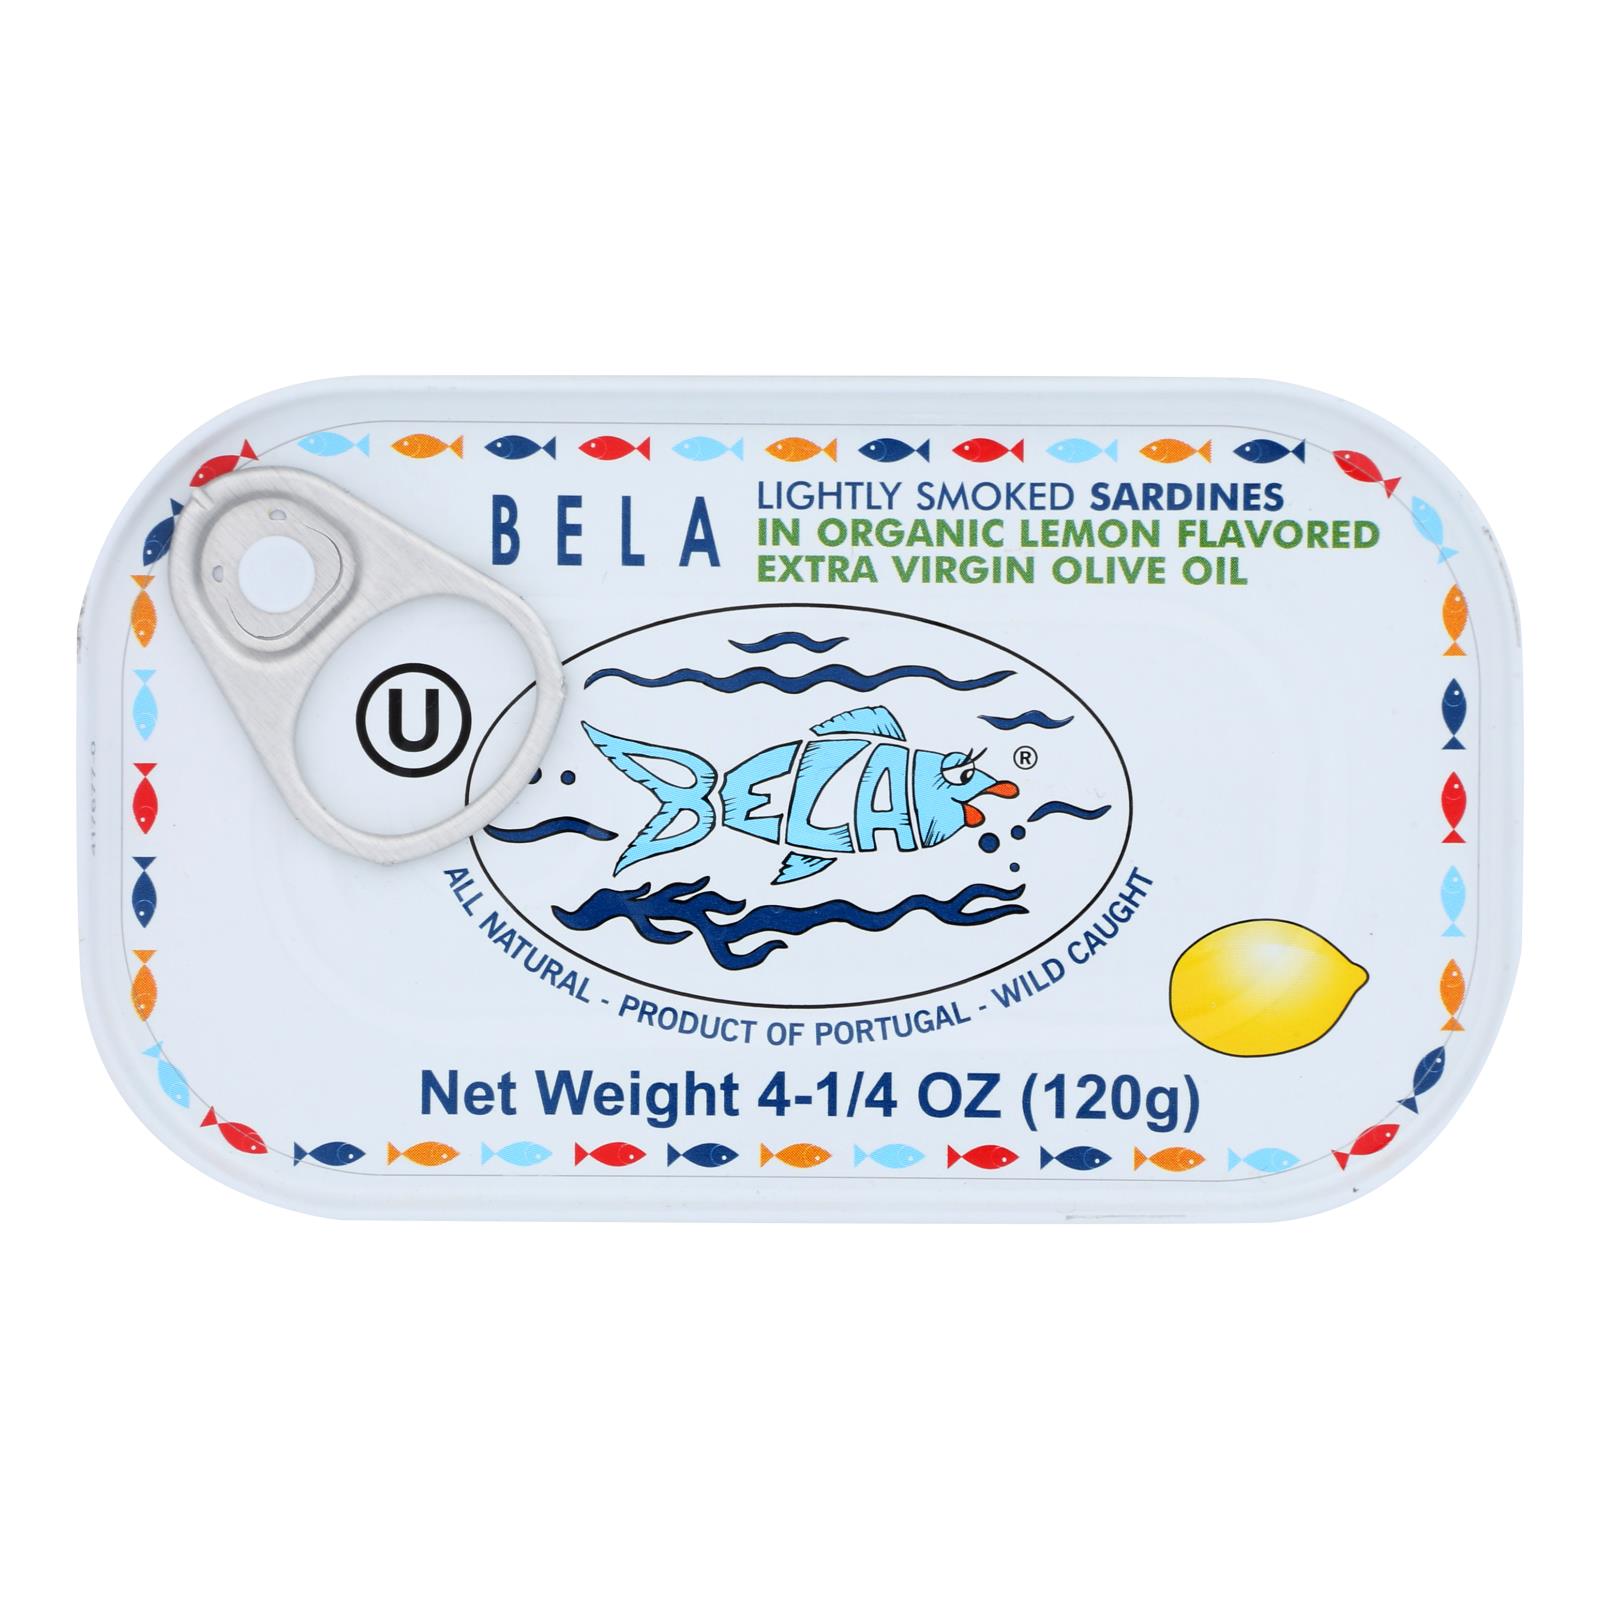 BELA
LIGHTLY SMOKED SARDINES
IN ORGANIC LEMON FLAVORED
EXTRA VIRGIN OLIVE OIL
U
BELA ®
ALL NATURAL - PRODUCT OF PORTUGAL - WILD CAUGHT
Net Weight 4-1/4 OZ (120g)